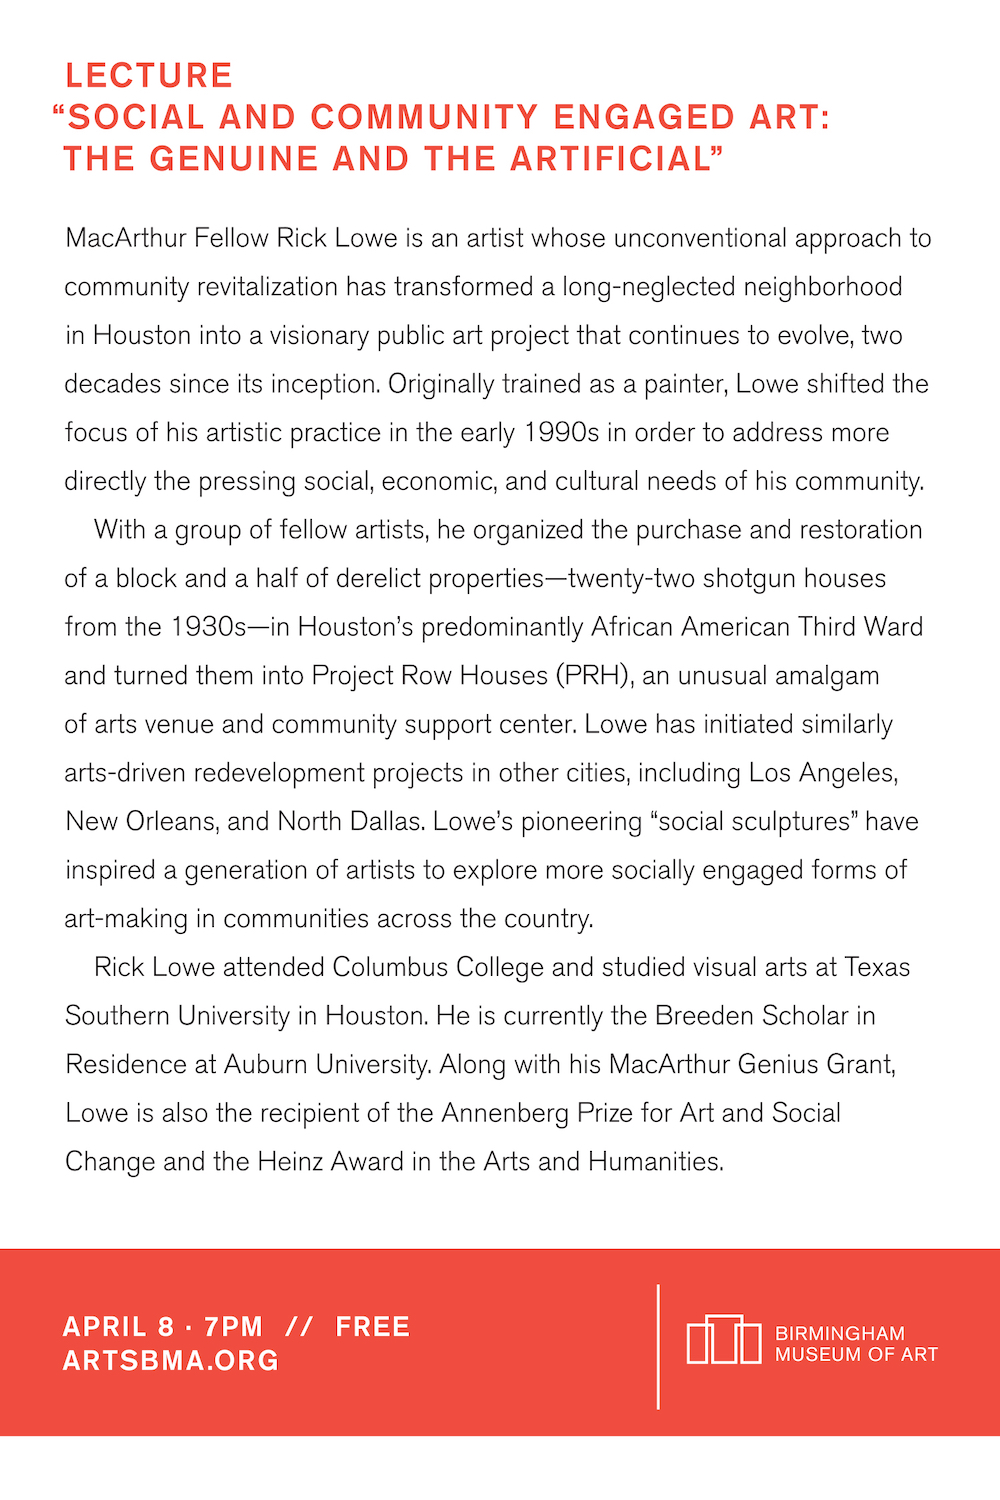 LECTURE
“SOCIAL AND COMMUNITY ENGAGED ART:
THE GENUINE AND THE ARTIFICIAL”
MacArthur Fellow Rick Lowe is an artist whose unconventional approach to
community revitalization has transformed a long-neglected neighborhood
in Houston into a visionary public art project that continues to evolve, two
decades since its inception. Originally trained as a painter, Lowe shifted the
focus of his artistic practice in the early 1990s in order to address more
directly the pressing social, economic, and cultural needs of his community.
With a group of fellow artists, he organized the purchase and restoration
of a block and a half of derelict properties—twenty-two shotgun houses
from the 1930s—in Houston’s predominantly African American Third Ward
and turned them into Project Row Houses (PRH), an unusual amalgam
of arts venue and community support center. Lowe has initiated similarly
arts-driven redevelopment projects in other cities, including Los Angeles,
New Orleans, and North Dallas. Lowe’s pioneering “social sculptures” have
inspired a generation of artists to explore more socially engaged forms of
art-making in communities across the country.
Rick Lowe attended Columbus College and studied visual arts at Texas
Southern University in Houston. He is currently the Breeden Scholar in
Residence at Auburn University. Along with his MacArthur Genius Grant,
Lowe is also the recipient of the Annenberg Prize for Art and Social
Change and the Heinz Award in the Arts and Humanities.
APRIL 8 · 7PM // FREE
ARTSBMA.ORG
BIRMINGHAM
MUSEUM OF ART